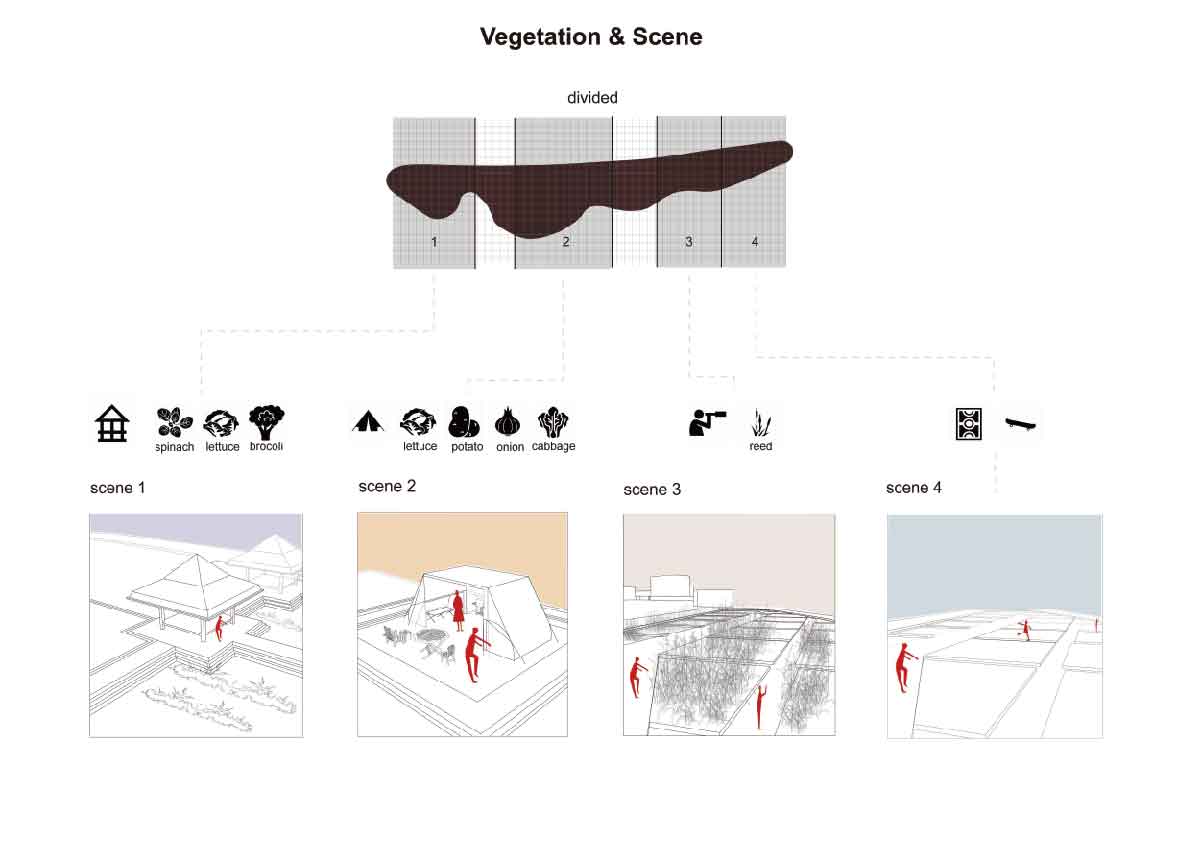 Vegetation & Scene
divided
1 2 3 4
spinach lettuce brocoli
lettuce potato onion cabbage
reed
scene 1
scene 2
scene 3
scene 4